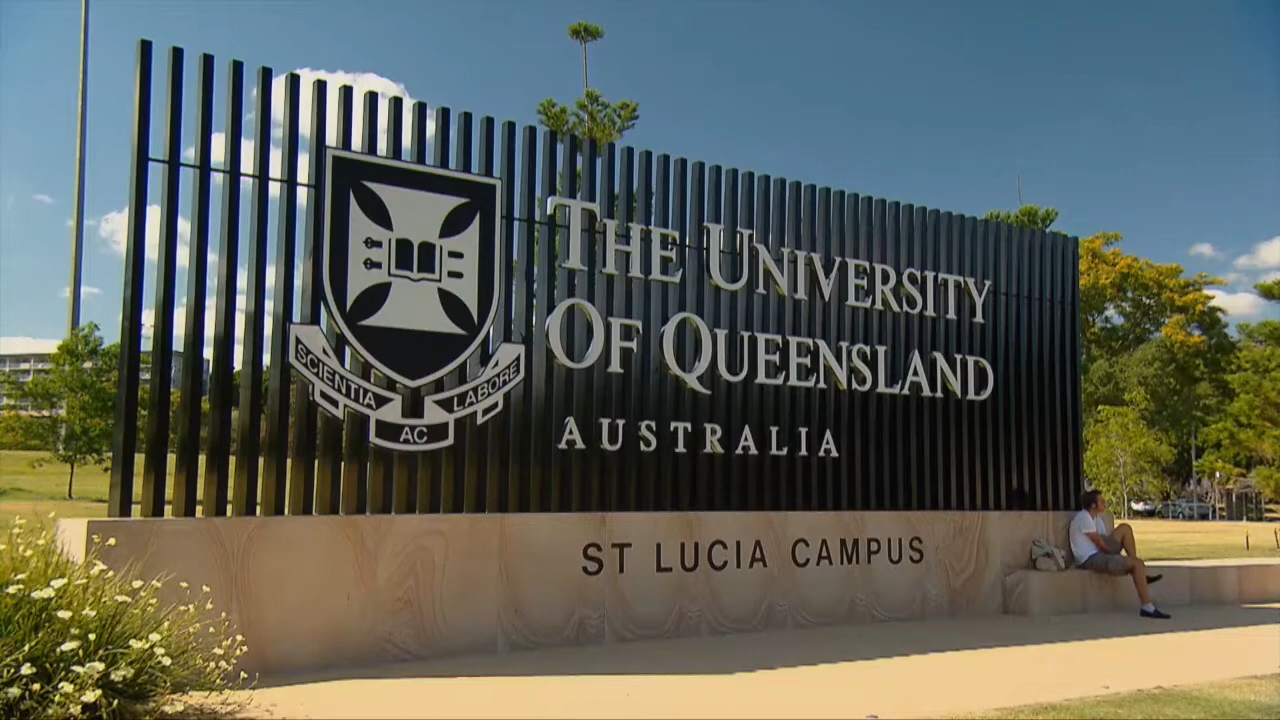 THE UNIVERSITY
OF QUEENSLAND
AUSTRALIA
SCIENTIA
AC
LABORE
ST LUCIA CAMPUS